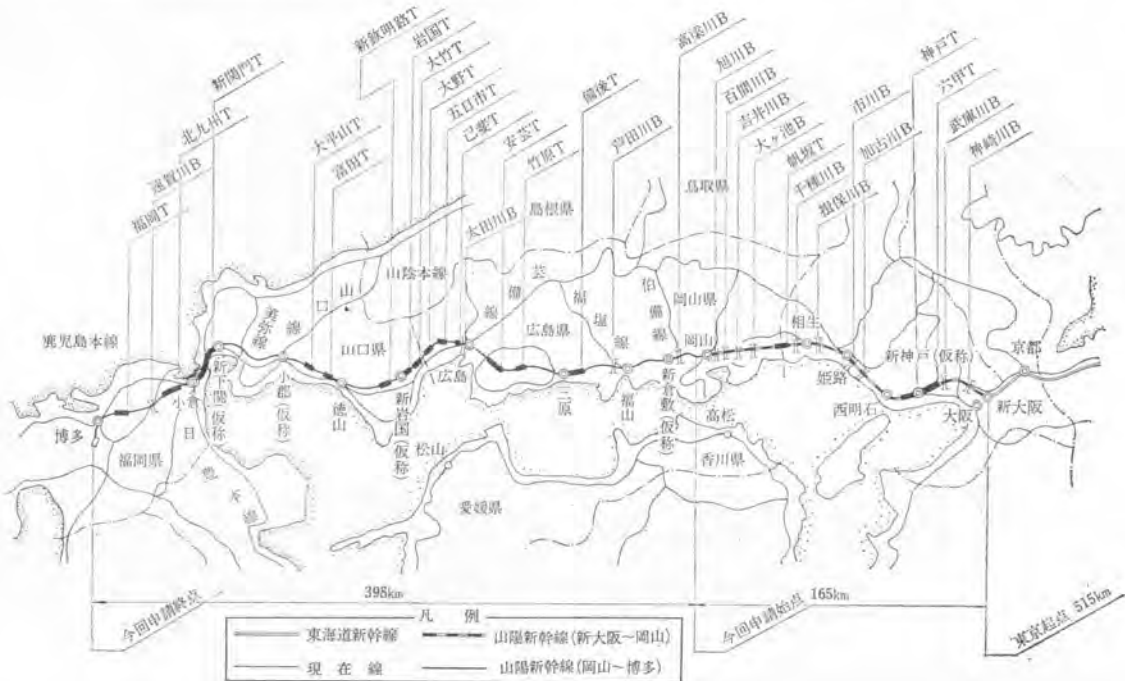 福岡T
遠賀川B
北九州T
新関門T
大平山T
富田T
新欽明路T
岩国T
大竹T
大野T
五日市T
己斐T
安芸T
竹原T
備後T
芦田川B
高梁川B
旭川B
百間川B
吉井川B
大ヶ池B
帆坂T
千種川B
揖保川B
市川B
加古川B
神戸T
六甲T
武庫川B
神崎川B
太田川B
島根県
鳥取県
山陰本線
山口線
美祢線
芸備線
福塩線
伯備線
岡山県
広島県
山口県
鹿児島本線
博多
小倉
新下関(仮称)
小郡(仮称)
徳山
新岩国(仮称)
広島
三原
福山
新倉敷(仮称)
岡山
相生
姫路
西明石
新神戸(仮称)
大阪
新大阪
京都
福岡県
日豊本線
松山
愛媛県
高松
香川県
398km
165km
今回申請終点
今回申請始点
東京起点 515km
凡例
東海道新幹線
山陽新幹線(新大阪~岡山)
現在線
山陽新幹線(岡山~博多)